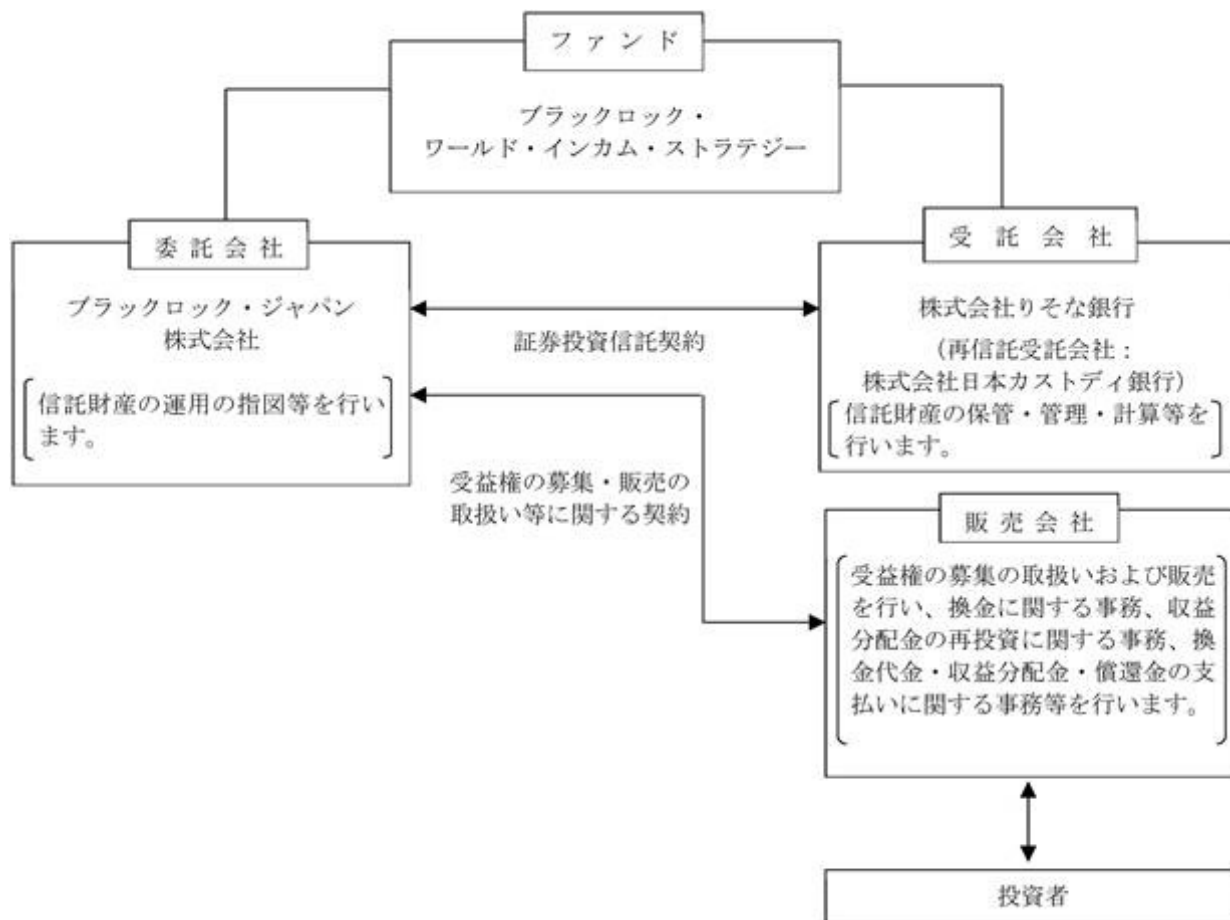 ファンド
ブラックロック・
ワールド・インカム・ストラテジー
委託会社
ブラックロック・ジャパン
株式会社
信託財産の運用の指図等を行い
ます。
証券投資信託契約
受託会社
株式会社りそな銀行
（再信託受託会社：
株式会社日本カストディ銀行）
信託財産の保管・管理・計算等を
行います。
受益権の募集・販売の
取扱い等に関する契約
販売会社
受益権の募集の取扱いおよび販売
を行い、換金に関する事務、収益
分配金の再投資に関する事務、換
金代金・収益分配金・償還金の支
払いに関する事務等を行います。
投資者